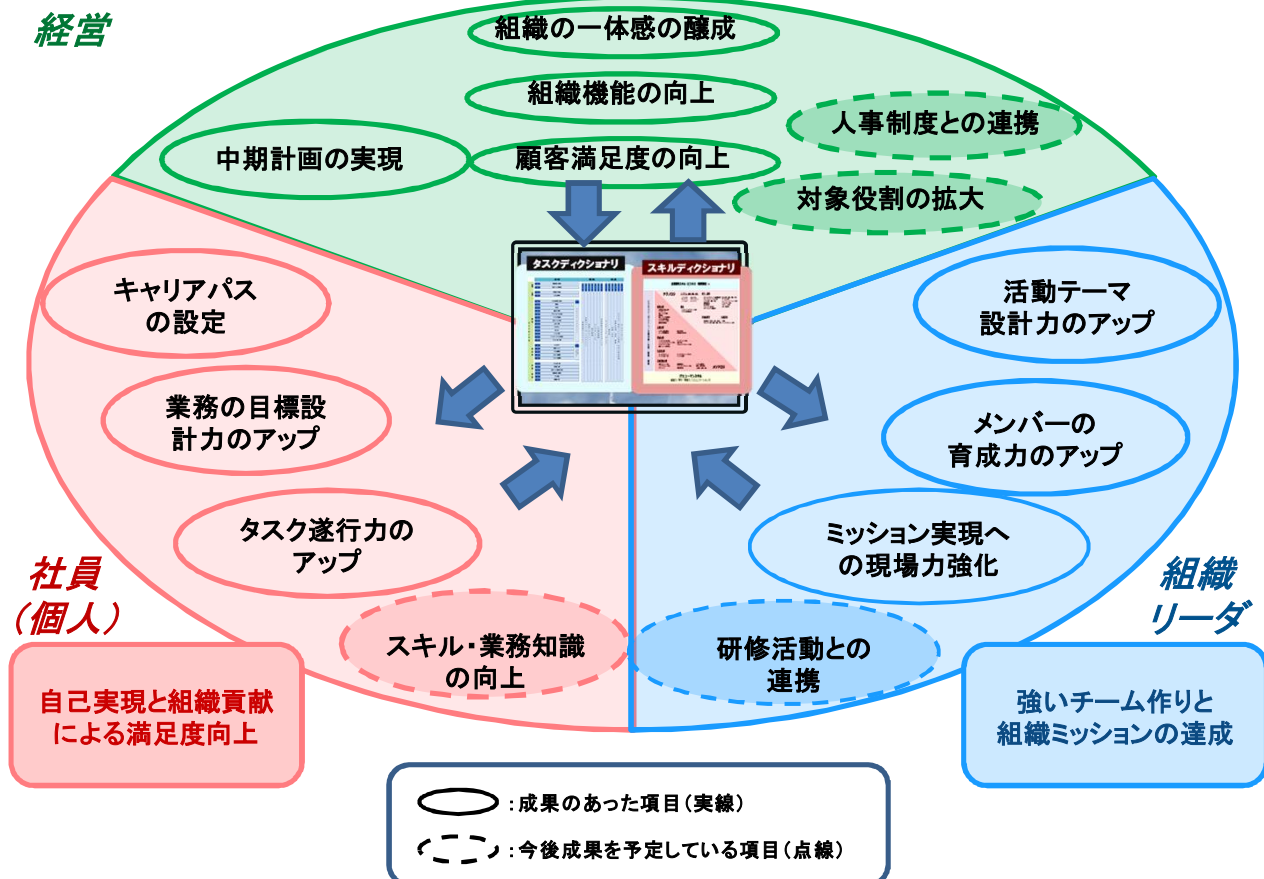 経営
組織の一体感の醸成
組織機能の向上
人事制度との連携
中期計画の実現
顧客満足度の向上
対象役割の拡大
タスクディクショナリ
スキルディクショナリ
キャリアパス
の設定
業務の目標設
計力のアップ
タスク遂行力の
アップ
スキル・業務知識
の向上
活動テーマ
設計力のアップ
メンバーの
育成力のアップ
ミッション実現へ
の現場力強化
研修活動との
連携
社員
（個人）
自己実現と組織貢献
による満足度向上
組織
リーダ
強いチーム作りと
組織ミッションの達成
：成果のあった項目（実線）
：今後成果を予定している項目（点線）